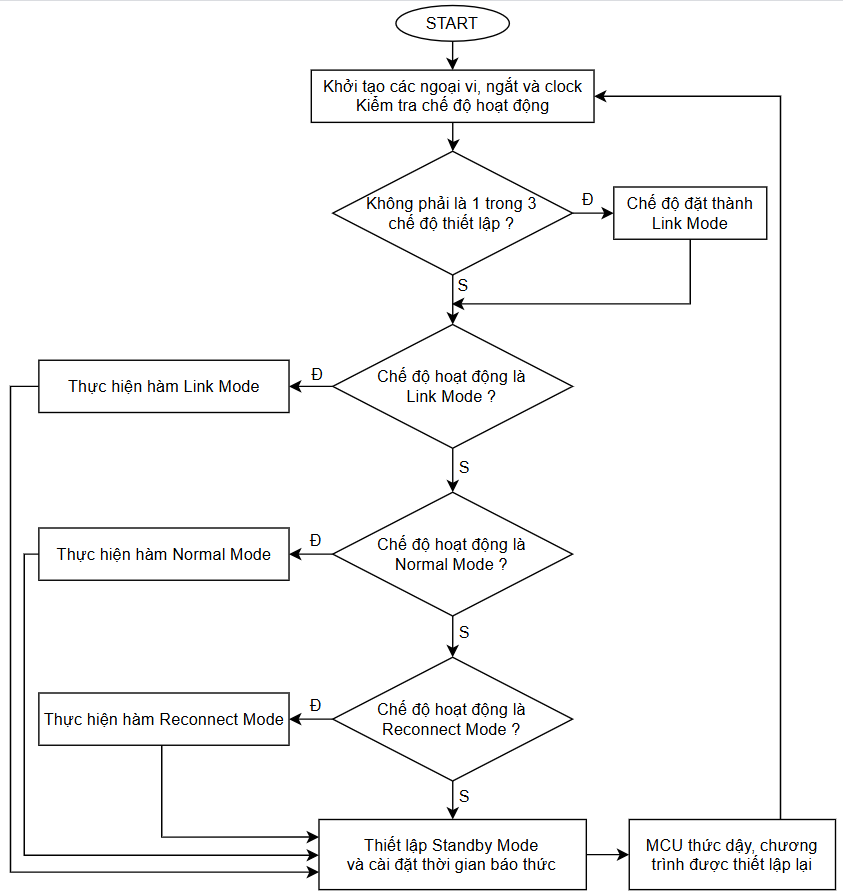 START
Khởi tạo các ngoại vi, ngắt và clock
Kiểm tra chế độ hoạt động
Không phải là 1 trong 3
chế độ thiết lập ?
Đ
Chế độ đặt thành
Link Mode
S
Chế độ hoạt động là
Link Mode ?
Đ
Thực hiện hàm Link Mode
S
Chế độ hoạt động là
Normal Mode ?
Đ
Thực hiện hàm Normal Mode
S
Chế độ hoạt động là
Reconnect Mode ?
Đ
Thực hiện hàm Reconnect Mode
S
Thiết lập Standby Mode
và cài đặt thời gian báo thức
MCU thức dậy, chương
trình được thiết lập lại